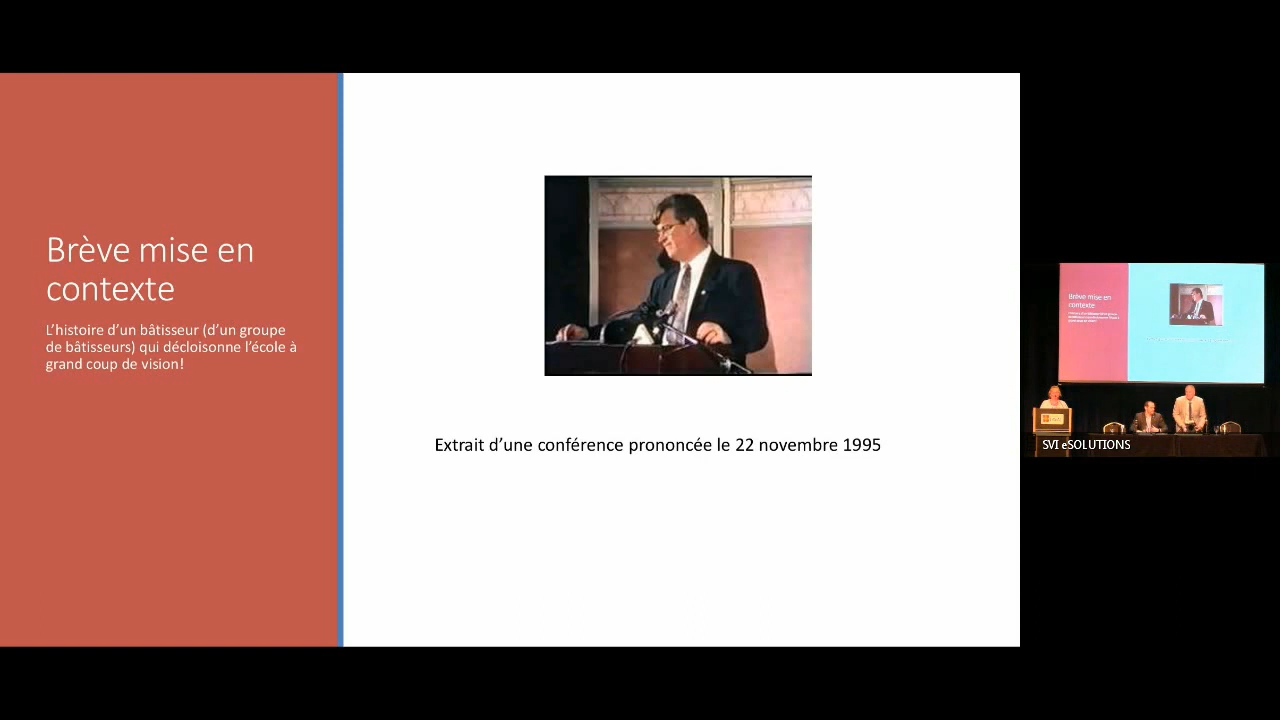 Brève mise en
contexte
L’histoire d’un bâtisseur (d’un groupe
de bâtisseurs) qui décloisonne l’école à
grand coup de vision!
Extrait d’une conférence prononcée le 22 novembre 1995
Brève mise en
contexte
SVI eSOLUTIONS